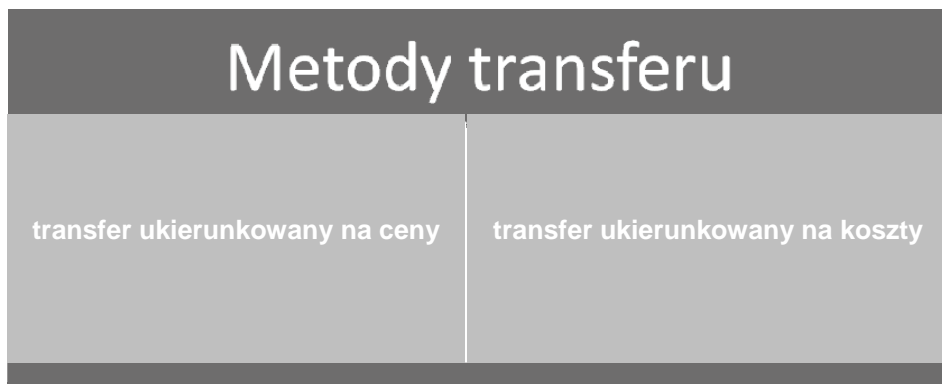 Metody transferu
transfer ukierunkowany na ceny
transfer ukierunkowany na koszty